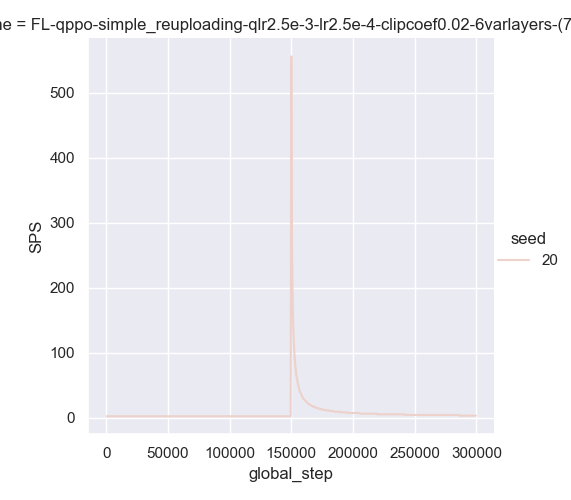 ne = FL-qppo-simple_reuploading-qlr2.5e-3-lr2.5e-4-clipcoef0.02-6varlayers-(7
500
400
300
200
100
0
SPS
0 50000 100000 150000 200000 250000 300000
global_step
seed
20